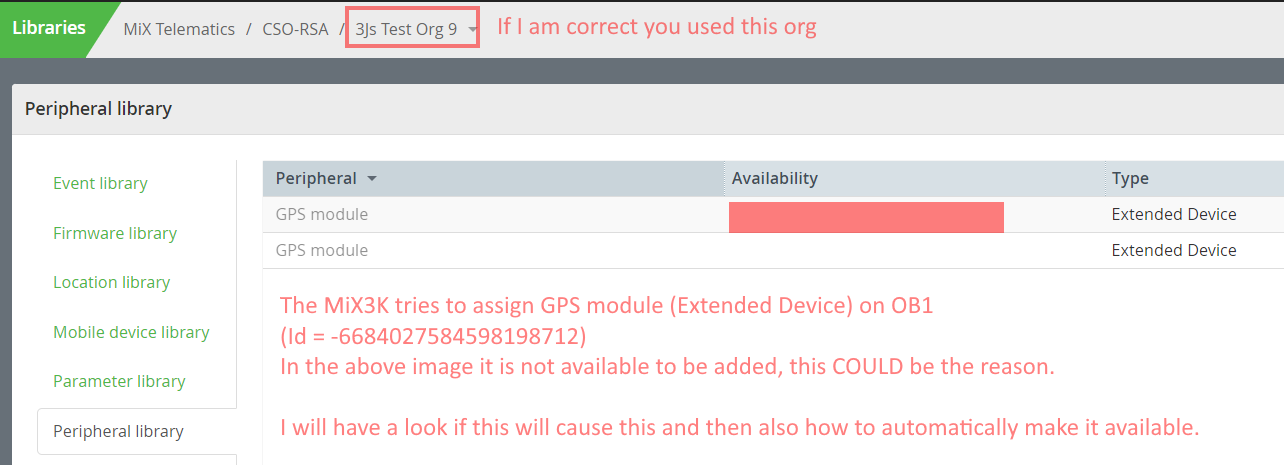 Libraries MiX Telematics / CSO-RSA / 3Js Test Org 9 If I am correct you used this org
Peripheral library
Peripheral Availability Type
Event library
GPS module Extended Device
Firmware library
GPS module Extended Device
Location library
The MiX3K tries to assign GPS module (Extended Device) on OB1
Mobile device library
(Id = -6684027584598198712)
In the above image it is not available to be added, this COULD be the reason.
Parameter library
Peripheral library
I will have a look if this will cause this and then also how to automatically make it available.